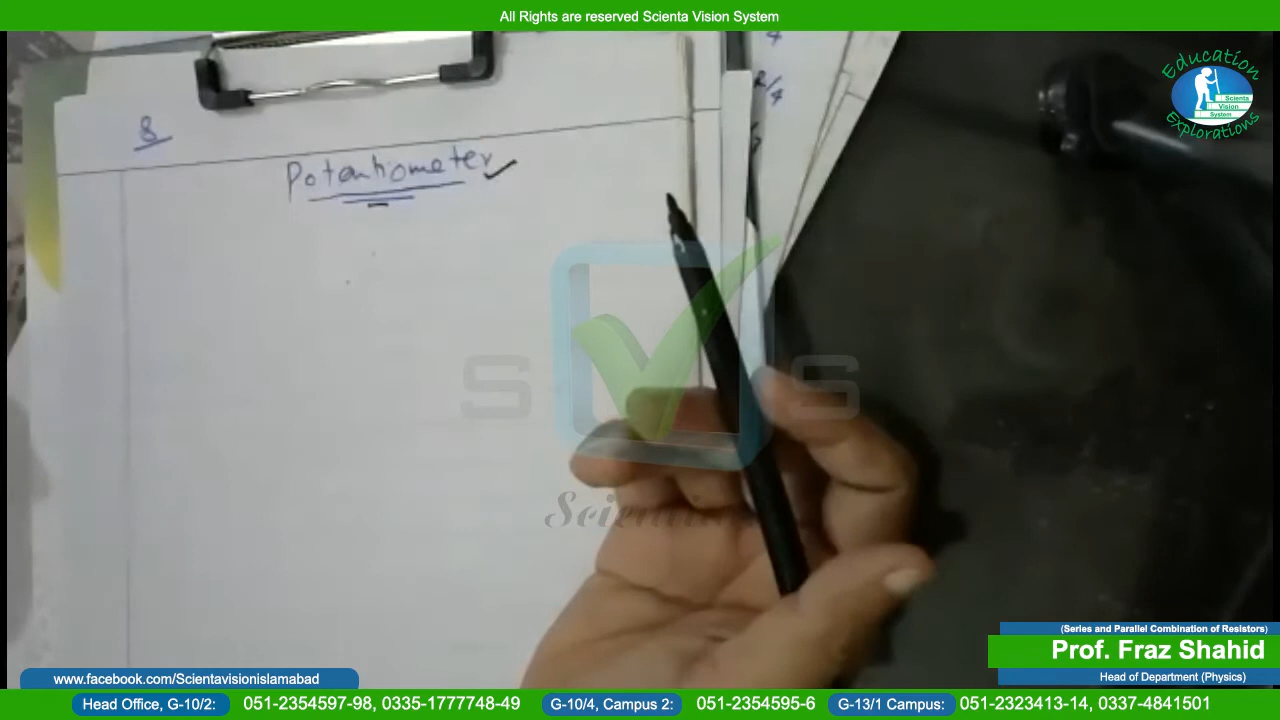 All Rights are reserved Scienta Vision System
Education
Scienta
Vision
System
Explorations
8
Potentiometer
S S
(Series and Parallel Combination of Resistors)
Prof. Fraz Shahid
Head of Department (Physics)
www.facebook.com/Scientavisionislamabad
Head Office, G-10/2: 051-2354597-98, 0335-1777748-49 G-10/4, Campus 2: 051-2354595-6 G-13/1 Campus: 051-2323413-14, 0337-4841501